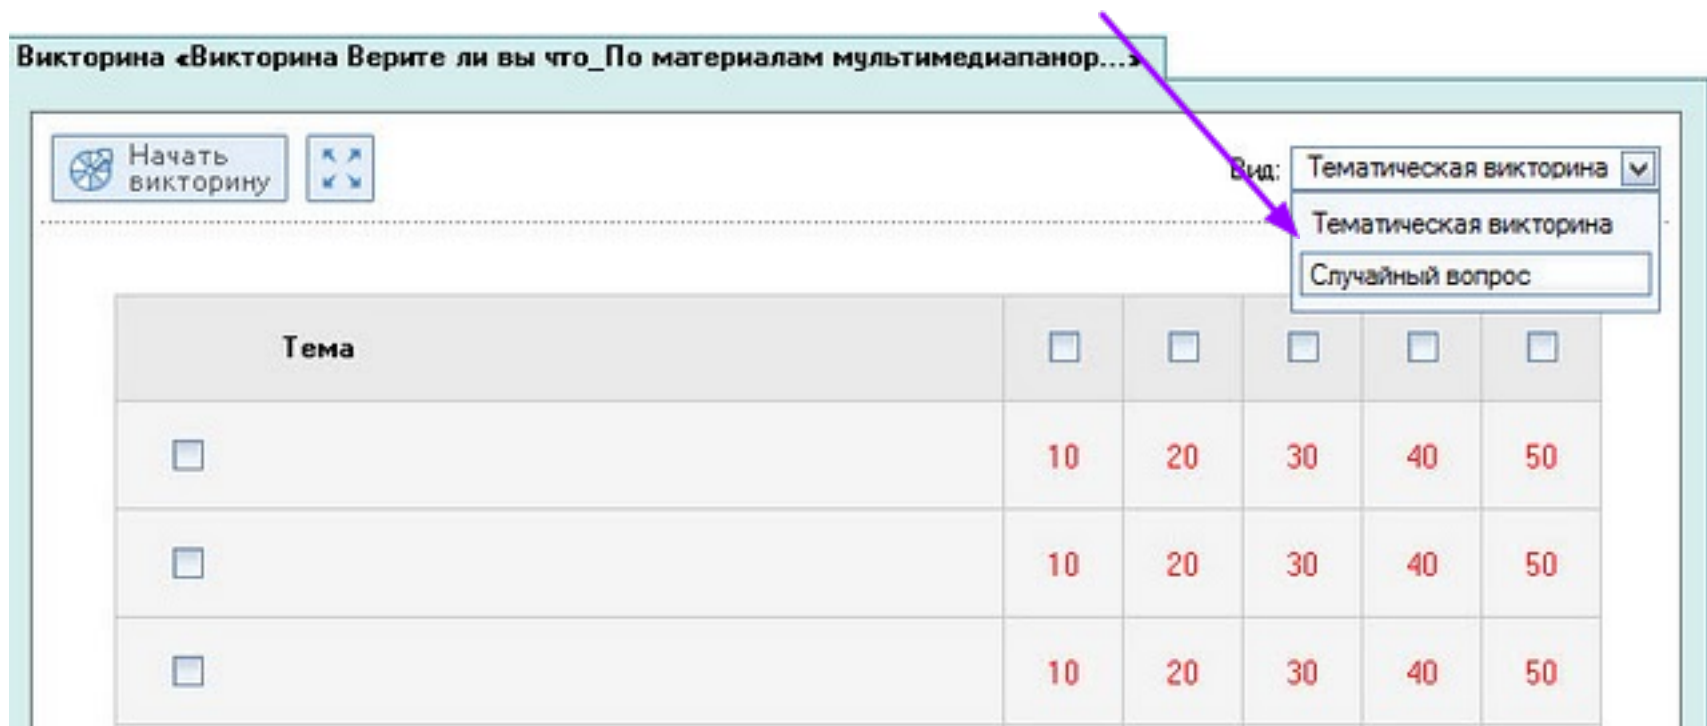 Викторина «Викторина Верите ли вы что_По материалам мультимедиапанор...»
Начать
викторину
Вид: Тематическая викторина
Тематическая викторина
Случайный вопрос
Тема
10 20 30 40 50
10 20 30 40 50
10 20 30 40 50